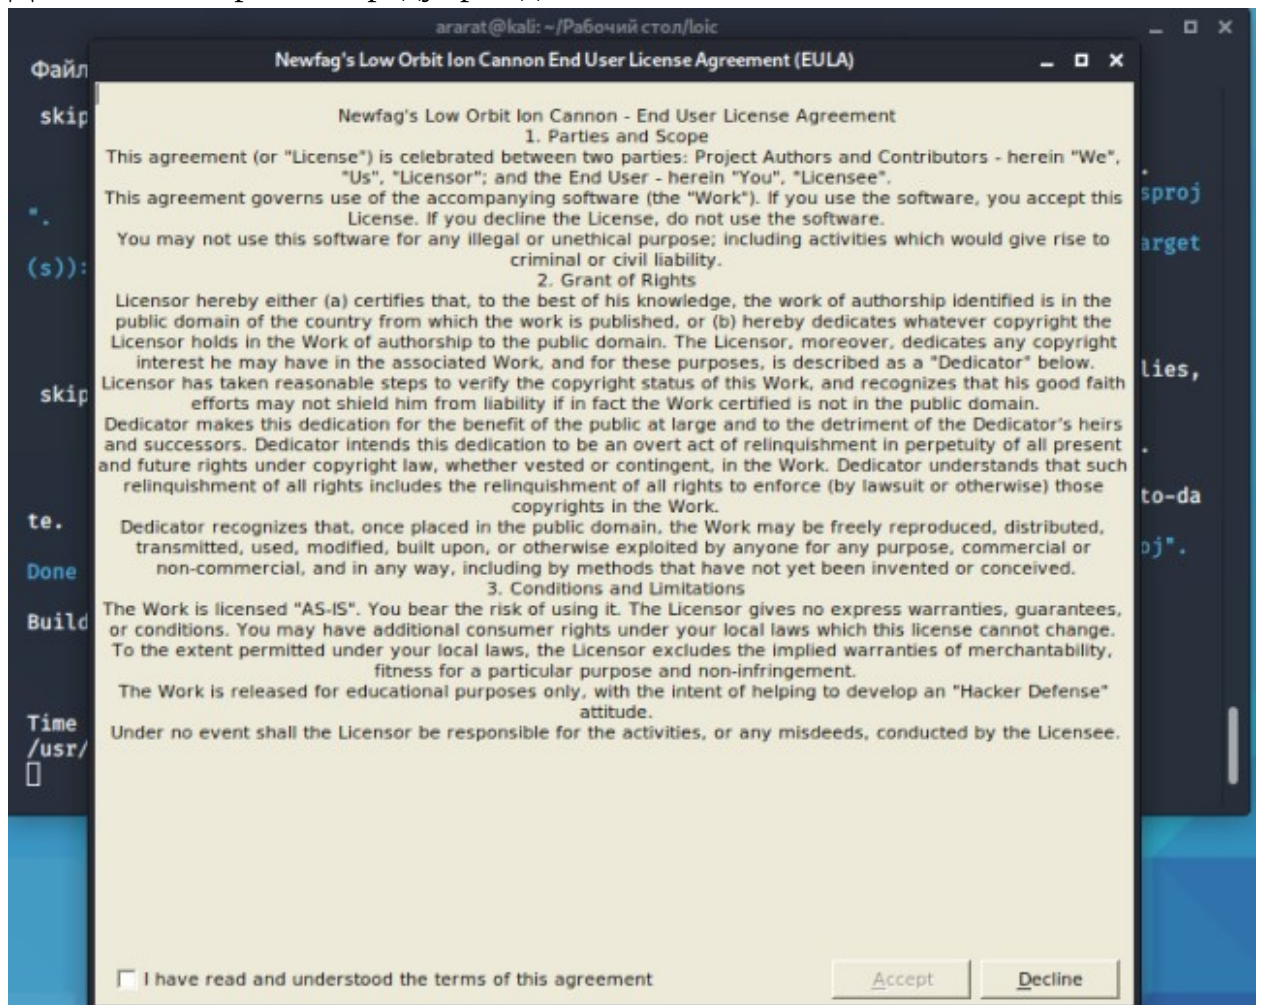 ararat@kali: ~/Рабочий стол/loic
Файл
Newfag's Low Orbit Ion Cannon End User License Agreement (EULA)
skip
Newfag's Low Orbit Ion Cannon - End User License Agreement
1. Parties and Scope
This agreement (or "License") is celebrated between two parties: Project Authors and Contributors - herein "We",
"Us", "Licensor"; and the End User - herein "You", "Licensee".
This agreement governs use of the accompanying software (the "Work"). If you use the software, you accept this
License. If you decline the License, do not use the software.
You may not use this software for any illegal or unethical purpose; including activities which would give rise to
criminal or civil liability.
2. Grant of Rights
Licensor hereby either (a) certifies that, to the best of his knowledge, the work of authorship identified is in the
public domain of the country from which the work is published, or (b) hereby dedicates whatever copyright the
Licensor holds in the Work of authorship to the public domain. The Licensor, moreover, dedicates any copyright
interest he may have in the associated Work, and for these purposes, is described as a "Dedicator" below.
Licensor has taken reasonable steps to verify the copyright status of this Work, and recognizes that his good faith
efforts may not shield him from liability if in fact the Work certified is not in the public domain.
Dedicator makes this dedication for the benefit of the public at large and to the detriment of the Dedicator's heirs
and successors. Dedicator intends this dedication to be an overt act of relinquishment in perpetuity of all present
and future rights under copyright law, whether vested or contingent, in the Work. Dedicator understands that such
relinquishment of all rights includes the relinquishment of all rights to enforce (by lawsuit or otherwise) those
copyrights in the Work.
Dedicator recognizes that, once placed in the public domain, the Work may be freely reproduced, distributed,
transmitted, used, modified, built upon, or otherwise exploited by anyone for any purpose, commercial or
non-commercial, and in any way, including by methods that have not yet been invented or conceived.
3. Conditions and Limitations
The Work is licensed "AS-IS". You bear the risk of using it. The Licensor gives no express warranties, guarantees,
or conditions. You may have additional consumer rights under your local laws which this license cannot change.
To the extent permitted under your local laws, the Licensor excludes the implied warranties of merchantability,
fitness for a particular purpose and non-infringement.
The Work is released for educational purposes only, with the intent of helping to develop an "Hacker Defense"
attitude.
Under no event shall the Licensor be responsible for the activities, or any misdeeds, conducted by the Licensee.
I have read and understood the terms of this agreement
Accept
Decline
sproj
".
arget
(s)):
lies,
skip
to-da
te.
oj".
Done
Build
Time
/usr/